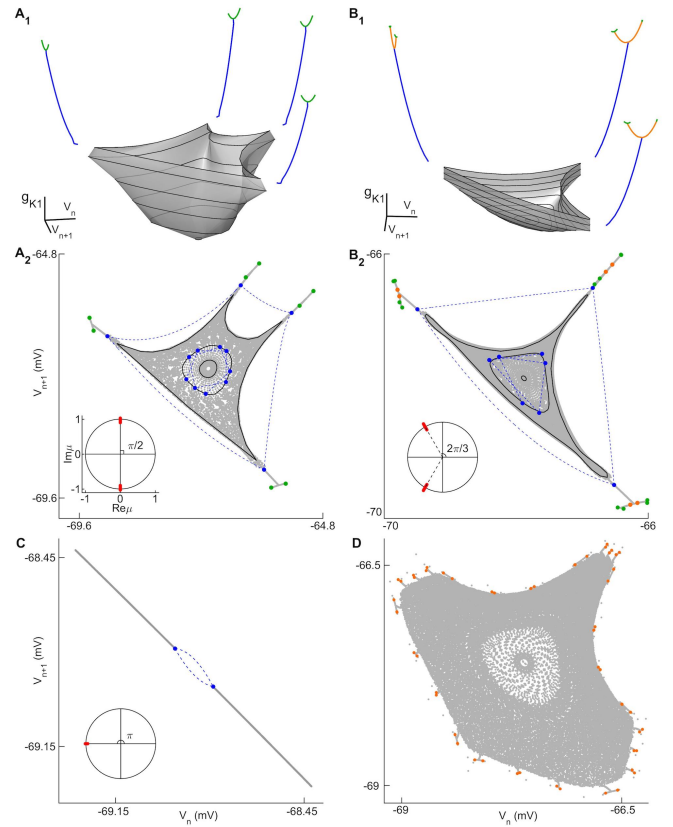 A1
B1
gK1
Vn
Vn+1
gK1
Vn
Vn+1
A2
-64.8
Vn+1 (mV)
-69.6
-69.6
-64.8
1
0
-1
Imμ
π/2
-1
0
1
Reμ
B2
-66
-70
-70
-66
2π/3
C
-68.45
Vn+1 (mV)
-69.15
π
-69.15
-68.45
Vn (mV)
D
-66.5
-69
-69
-66.5
Vn (mV)